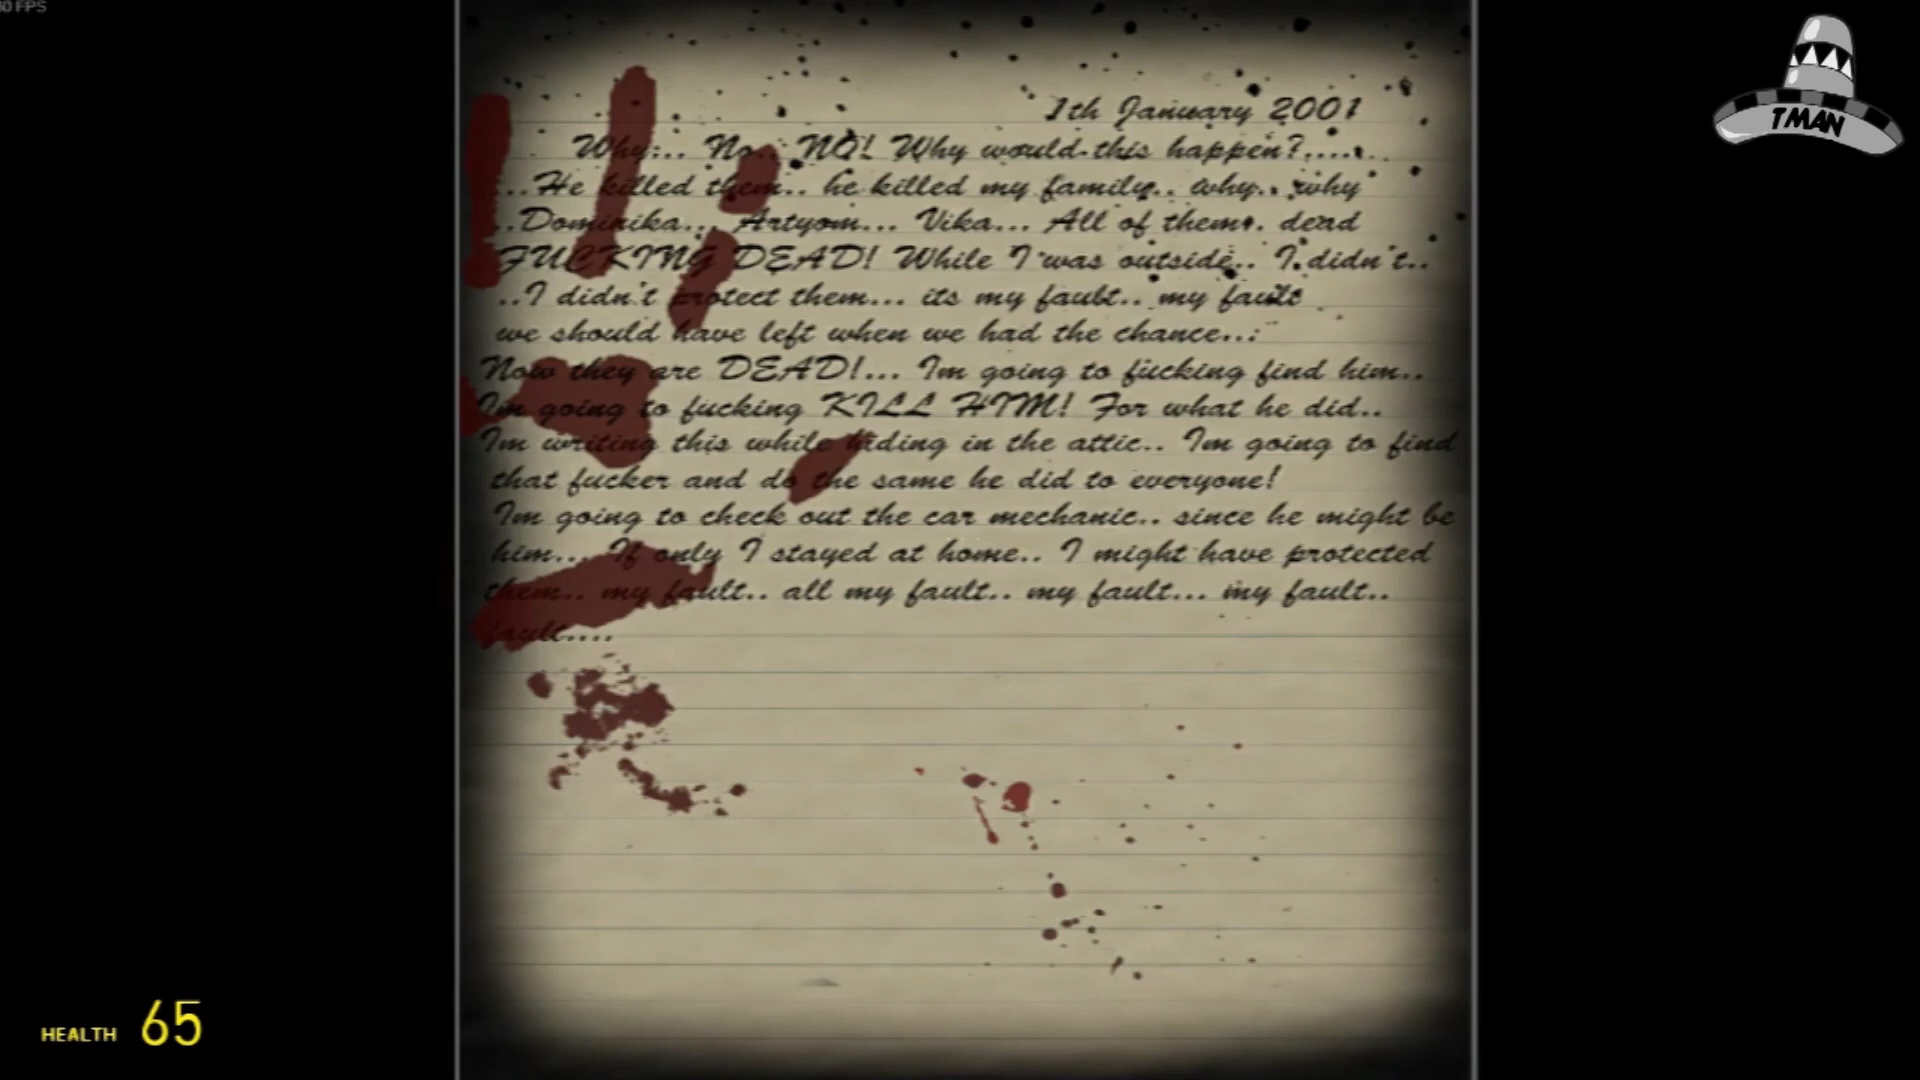 80 FPS
TMAN
1th January 2001
Why... No... NO! Why would this happen?.....
..He killed them.. he killed my family.. why.. why
..Dominika... Artyom... Vika... All of them.. dead
FUCKING DEAD! While I was outside.. I didn't..
..I didn't protect them... its my fault.. my fault
we should have left when we had the chance...
Now they are DEAD!... Im going to fucking find him..
Im going to fucking KILL HIM! For what he did..
Im writing this while hiding in the attic.. Im going to find
that fucker and do the same he did to everyone!
Im going to check out the car mechanic.. since he might be
him... If only I stayed at home.. I might have protected
them.. my fault.. all my fault.. my fault... my fault..
fault....
HEALTH 65